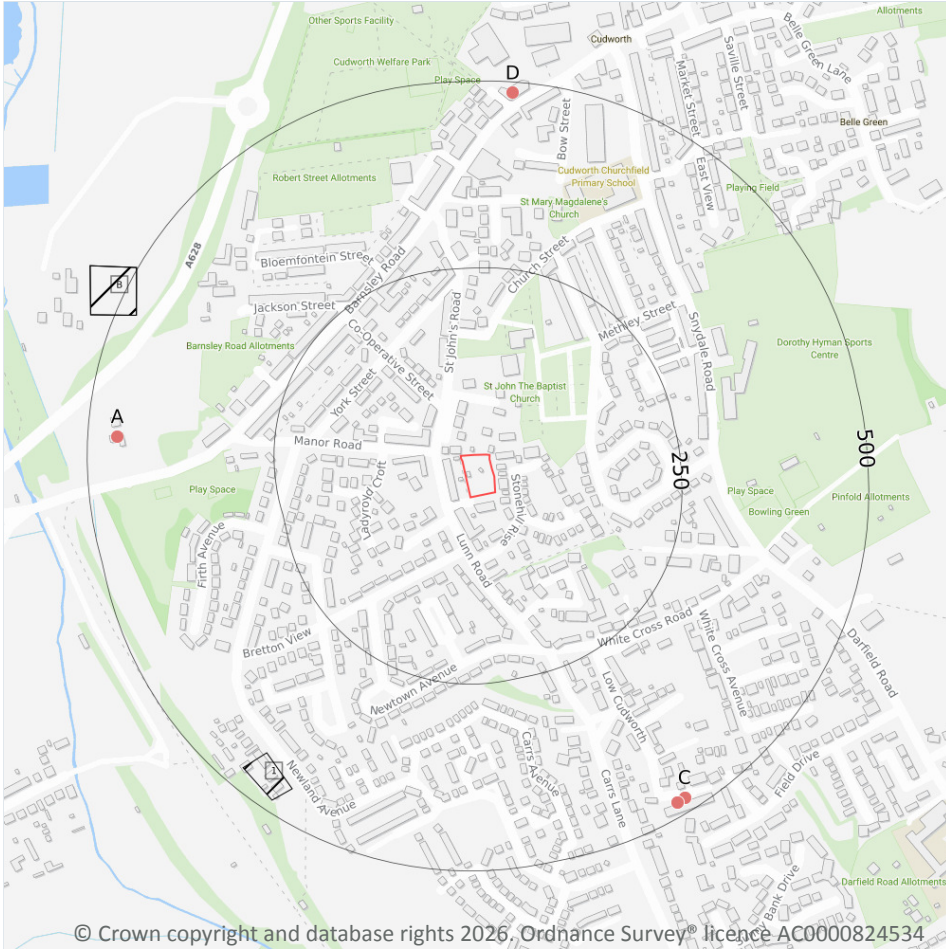 Other Sports Facility
Allotments
Belle Green Lane
Cudworth
Saville Street
Cudworth Welfare Park
Market Street
Play Space
D
Belle Green
Bow Street
Cudworth Churchfield
Primary School
East View
Robert Street Allotments
Playing Field
St Mary Magdalene's
Church
A628
Bloemfontein Street
Barnsley Road
Church Street
B
Jackson Street
St John's Road
Methley Street
Snydale Road
Co-Operative Street
Barnsley Road Allotments
Dorothy Hyman Sports
Centre
York Street
St John The Baptist
Church
A
Manor Road
500
250
Ladyroyd Croft
Play Space
Stonehill Rise
Play Space
Pinfold Allotments
Bowling Green
Firth Avenue
Lunn Road
White Cross Road
Bretton View
White Cross Avenue
Darfield Road
Newtown Avenue
Low Cudworth
1
Newland Avenue
Carrs Avenue
Carrs Lane
C
Field Drive
Bank Drive
Darfield Road Allotments
© Crown copyright and database rights 2026. Ordnance Survey® licence AC0000824534